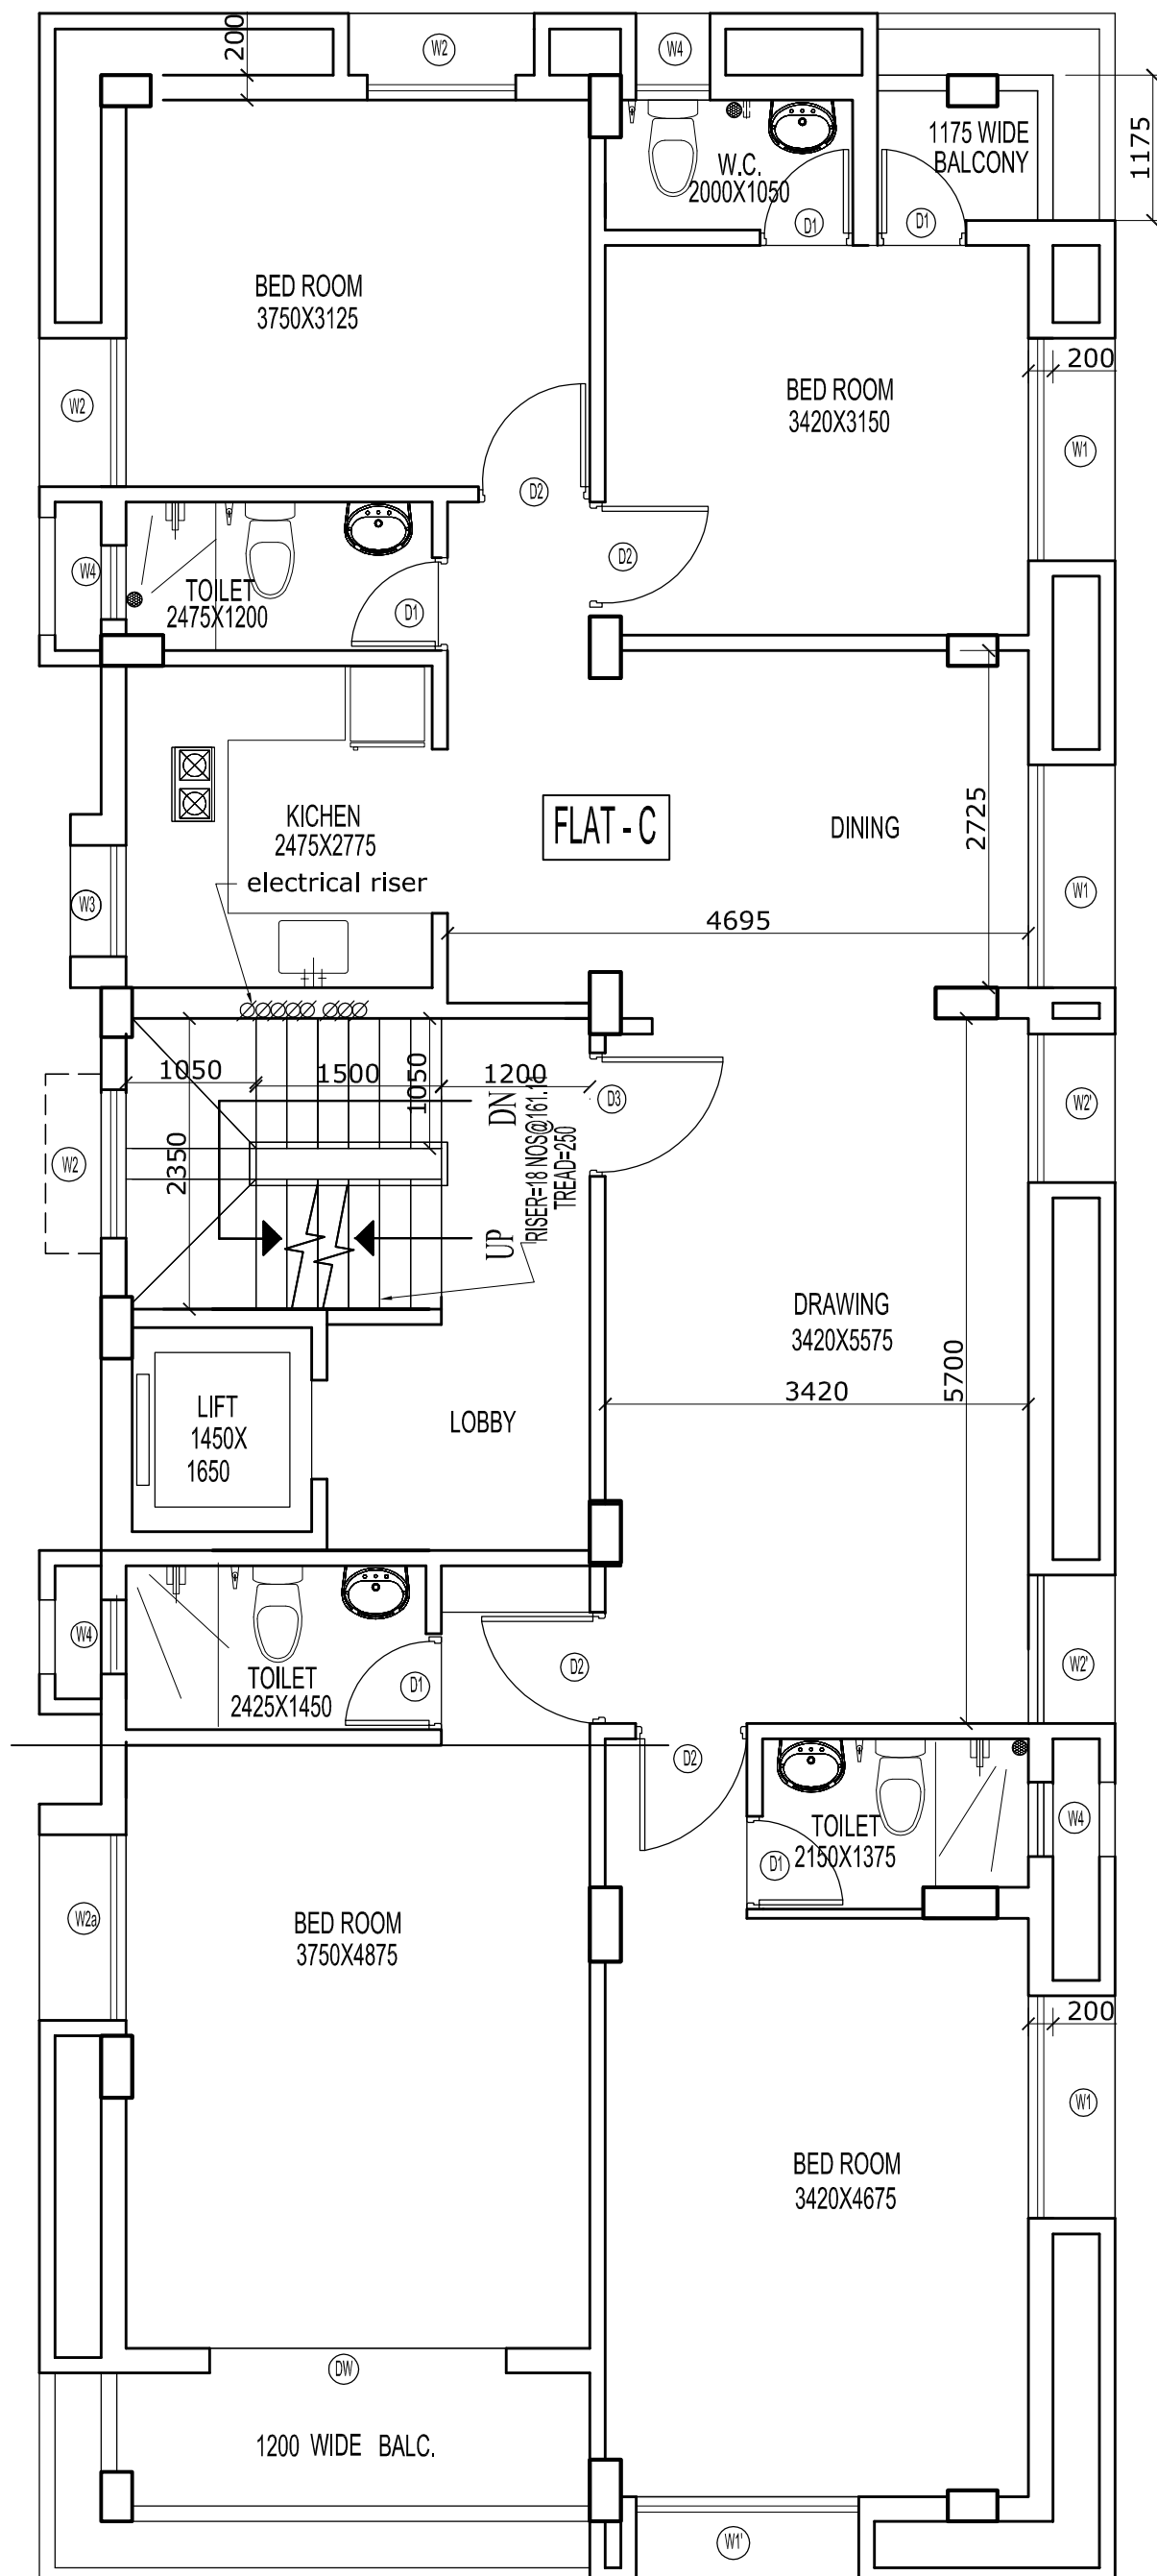 200
W2
W4
1175 WIDE
BALCONY
1175
W.C.
2000X1050
D1
D1
BED ROOM
3750X3125
200
BED ROOM
3420X3150
W2
W1
D2
D2
W4
TOILET
2475X1200
D1
KICHEN
2475X2775
electrical riser
FLAT - C
DINING
2725
W3
W1
4695
1050
1500
1050
1200
D3
W2'
DN
RISER=18 NOS@161.11
TREAD=250
2350
W2
UP
DRAWING
3420X5575
5700
3420
LIFT
1450X
1650
LOBBY
W4
TOILET
2425X1450
D1
D2
W2'
D2
TOILET
2150X1375
D1
W4
W2a
BED ROOM
3750X4875
200
W1
BED ROOM
3420X4675
DW
1200 WIDE BALC.
W1'